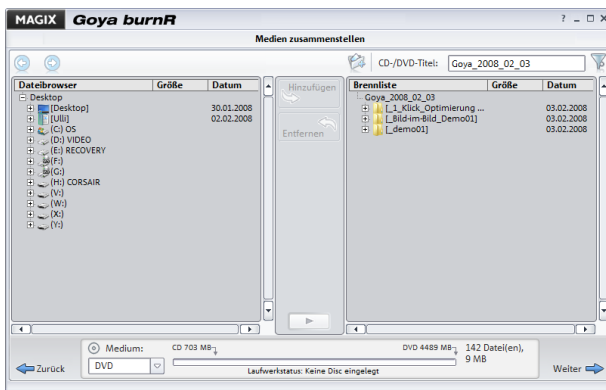 MAGIX Goya burnR ? _ □ X
Medien zusammenstellen
CD-/DVD-Titel: Goya_2008_02_03
Dateibrowser Größe Datum
Desktop
[Desktop] 30.01.2008
[Ulli] 02.02.2008
(C:) OS
(D:) VIDEO
(E:) RECOVERY
(F:)
(G:)
(H:) CORSAIR
(V:)
(W:)
(X:)
(Y:)
Hinzufügen
Entfernen
Brennliste Größe Datum
Goya_2008_02_03
[_1_Klick_Optimierung ... 03.02.2008
[_Bild-im-Bild_Demo01] 03.02.2008
[_demo01] 03.02.2008
Zurück
Medium: CD 703 MB DVD 4489 MB 142 Datei(en),
DVD 9 MB
Laufwerkstatus: Keine Disc eingelegt
Weiter